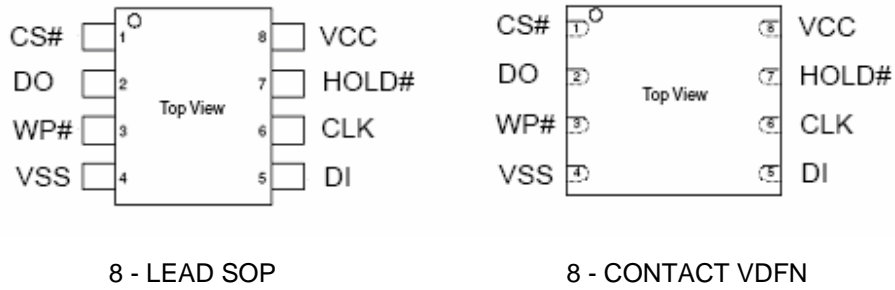 CS# 1 8 VCC
DO 2 7 HOLD#
Top View
WP# 3 6 CLK
VSS 4 5 DI
8 - LEAD SOP
CS# 1 8 VCC
DO 2 7 HOLD#
Top View
WP# 3 6 CLK
VSS 4 5 DI
8 - CONTACT VDFN